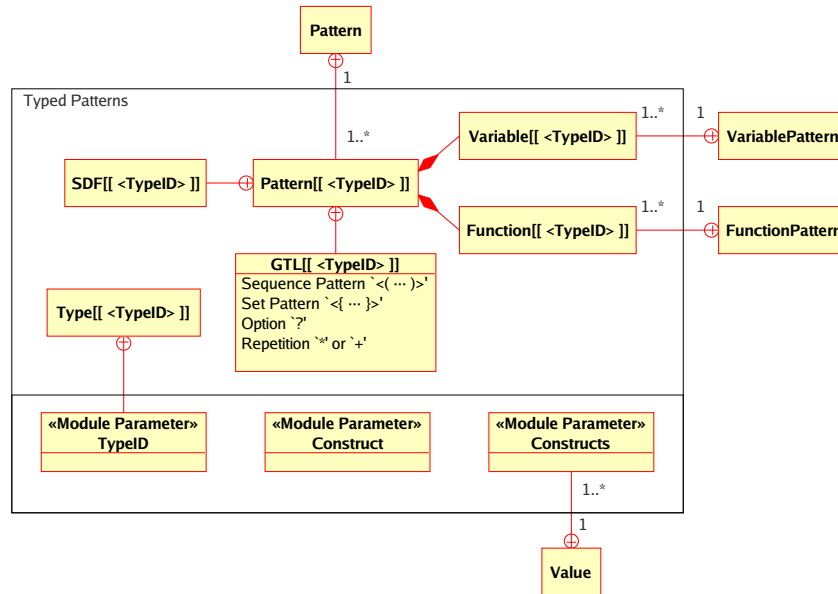 Pattern
1
Typed Patterns
1..*
Variable[[ <TypeID> ]]
1..*
1
VariablePattern
SDF[[ <TypeID> ]]
Pattern[[ <TypeID> ]]
Function[[ <TypeID> ]]
1..*
1
FunctionPattern
GTL[[ <TypeID> ]]
Sequence Pattern `<( ··· )>'
Set Pattern `<{ ··· }>'
Option `?'
Repetition `*' or `+'
Type[[ <TypeID> ]]
«Module Parameter»
TypeID
«Module Parameter»
Construct
«Module Parameter»
Constructs
1..*
1
Value